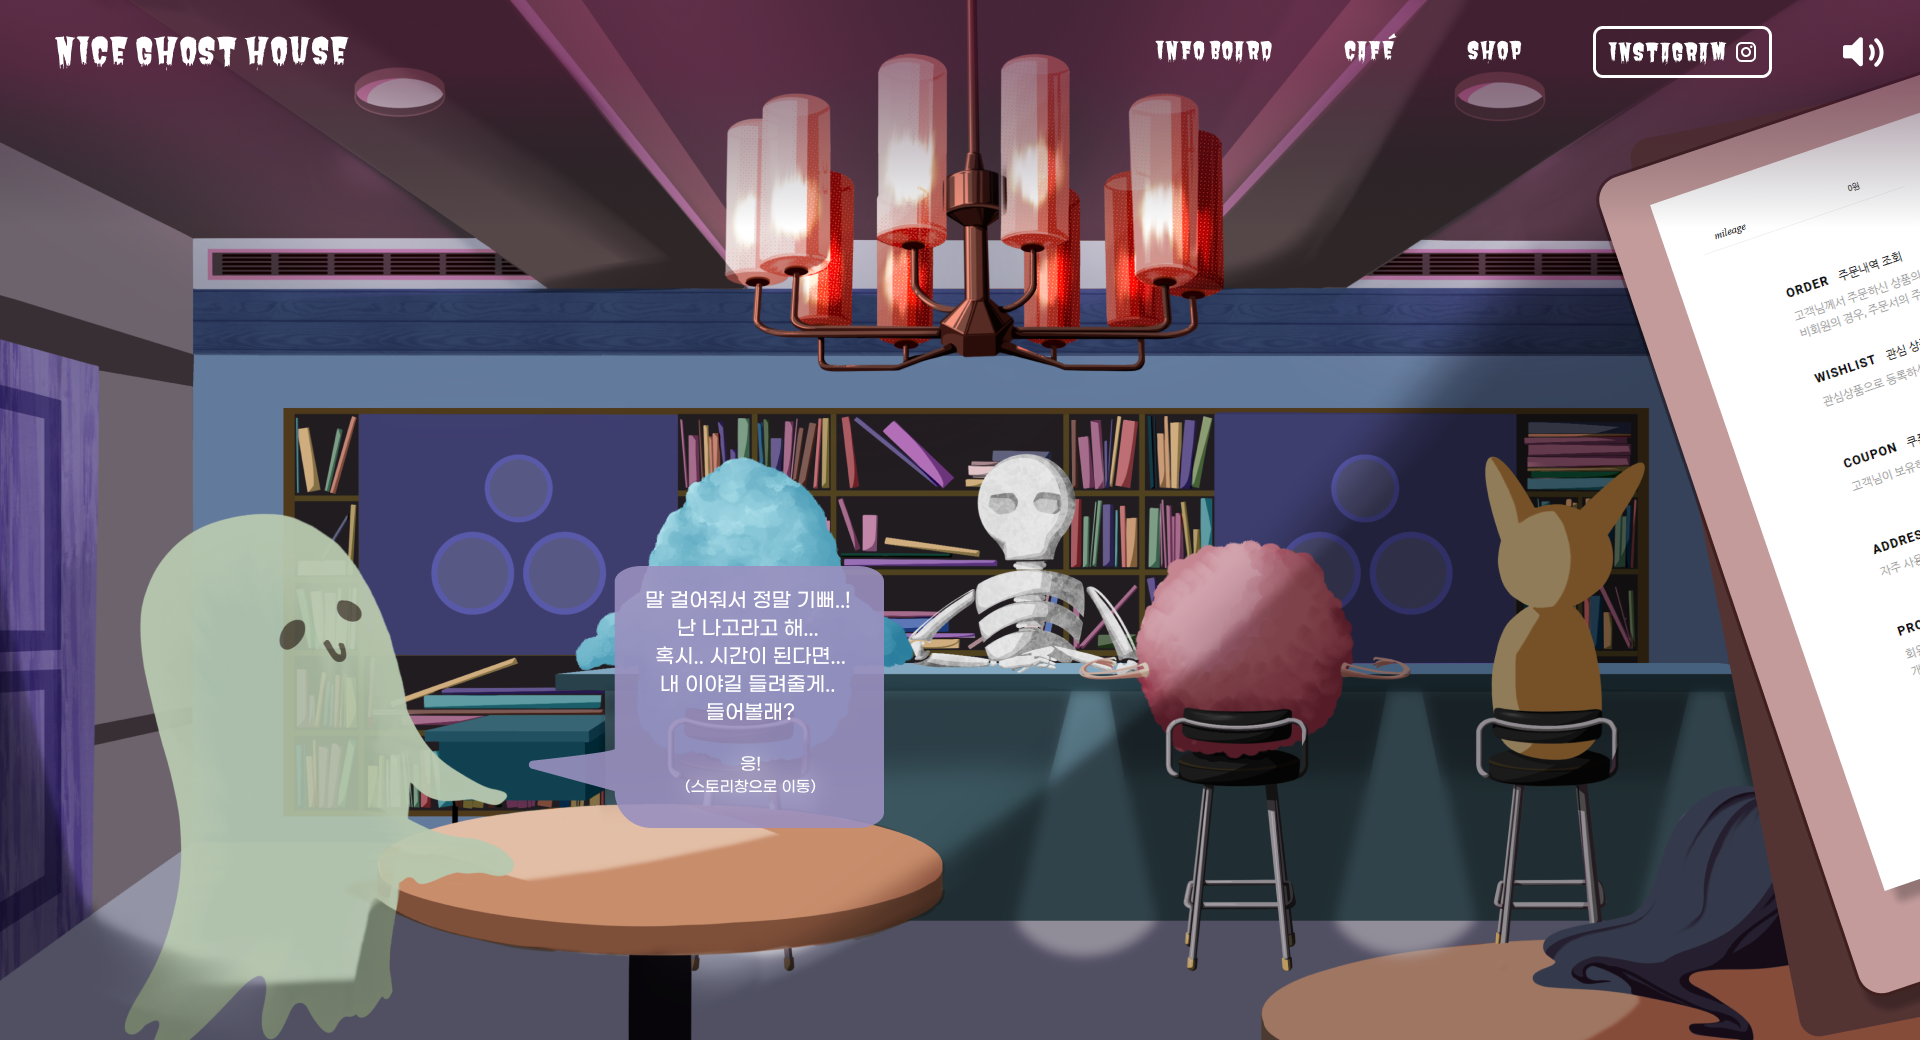 NICE GHOST HOUSE
INFO BOARD
CAFÉ
SHOP
INSTAGRAM
말 걸어줘서 정말 기뻐..!
난 나고라고 해...
혹시.. 시간이 된다면...
내 이야길 들려줄게..
들어볼래?
응!
(스토리창으로 이동)
0원
mileage
ORDER 주문내역 조회
고객님께서 주문하신 상품의
비회원의 경우, 주문서의 주
WISHLIST 관심 상
관심상품으로 등록하신
COUPON 쿠폰
고객님이 보유하
ADDRES
자주 사용
PRO
회원
개